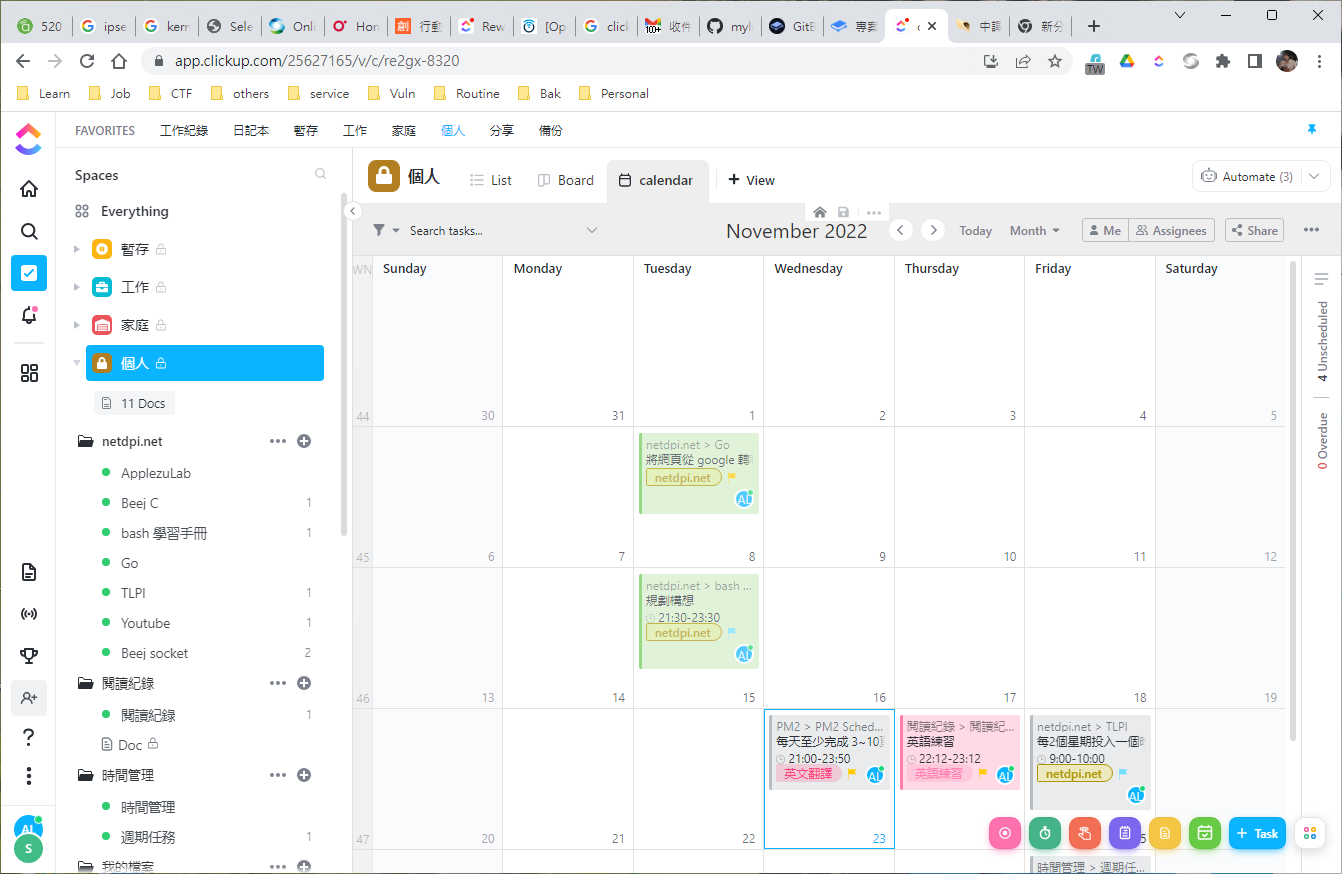 520
ipse
kern
Sele
Onli
Hor
創 行動
Rew
[Op
click
100+ 收件
myli
GitB
專案
中譯
新分
app.clickup.com/25627165/v/c/re2gx-8320
TW
Learn Job CTF others service Vuln Routine Bak Personal
FAVORITES 工作紀錄 日記本 暫存 工作 家庭 個人 分享 備份
Spaces
Everything
暫存
工作
家庭
個人
11 Docs
netdpi.net
ApplezuLab
Beej C 1
bash 學習手冊 1
Go
TLPI 1
Youtube 1
Beej socket 2
閱讀紀錄
閱讀紀錄 1
Doc
時間管理
時間管理
週期任務 1
我的檔案
AL
S
個人 List Board calendar + View
Automate (3)
Search tasks...
November 2022
Today Month Me Assignees Share
WN Sunday Monday Tuesday Wednesday Thursday Friday Saturday
44 30 31 1 2 3 4 5
netdpi.net > Go
將網頁從 google 轉
netdpi.net
AL
45 6 7 8 9 10 11 12
netdpi.net > bash ...
規劃構想
21:30-23:30
netdpi.net
AL
46 13 14 15 16 17 18 19
PM2 > PM2 Sched...
每天至少完成 3~10
21:00-23:50
英文翻譯
AL
閱讀紀錄 > 閱讀紀...
英語練習
22:12-23:12
英語練習
AL
netdpi.net > TLPI
每2個星期投入一個
9:00-10:00
netdpi.net
AL
47 20 21 22 23 5
+ Task
時間管理 > 週期任...
4 Unscheduled
0 Overdue